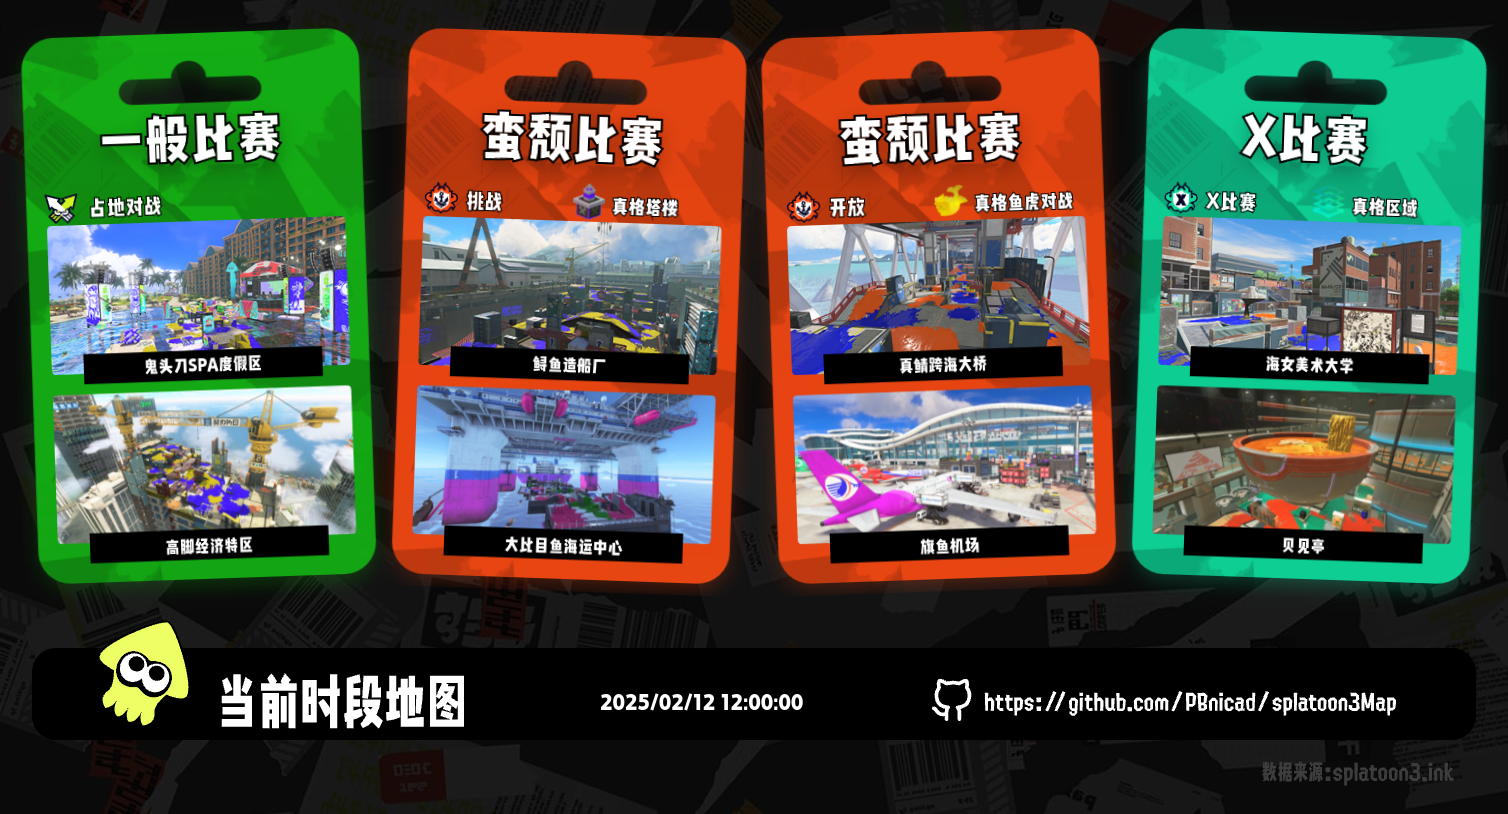 一般比赛
占地对战
鬼头刀SPA度假区
高脚经济特区
蛮颓比赛
挑战
真格塔楼
鲟鱼造船厂
大比目鱼海运中心
蛮颓比赛
开放
真格鱼虎对战
真鲭跨海大桥
旗鱼机场
X比赛
X比赛
真格区域
海女美术大学
贝见亭
当前时段地图
2025/02/12 12:00:00
https://github.com/PBnicad/splatoon3Map
数据来源:splatoon3.ink